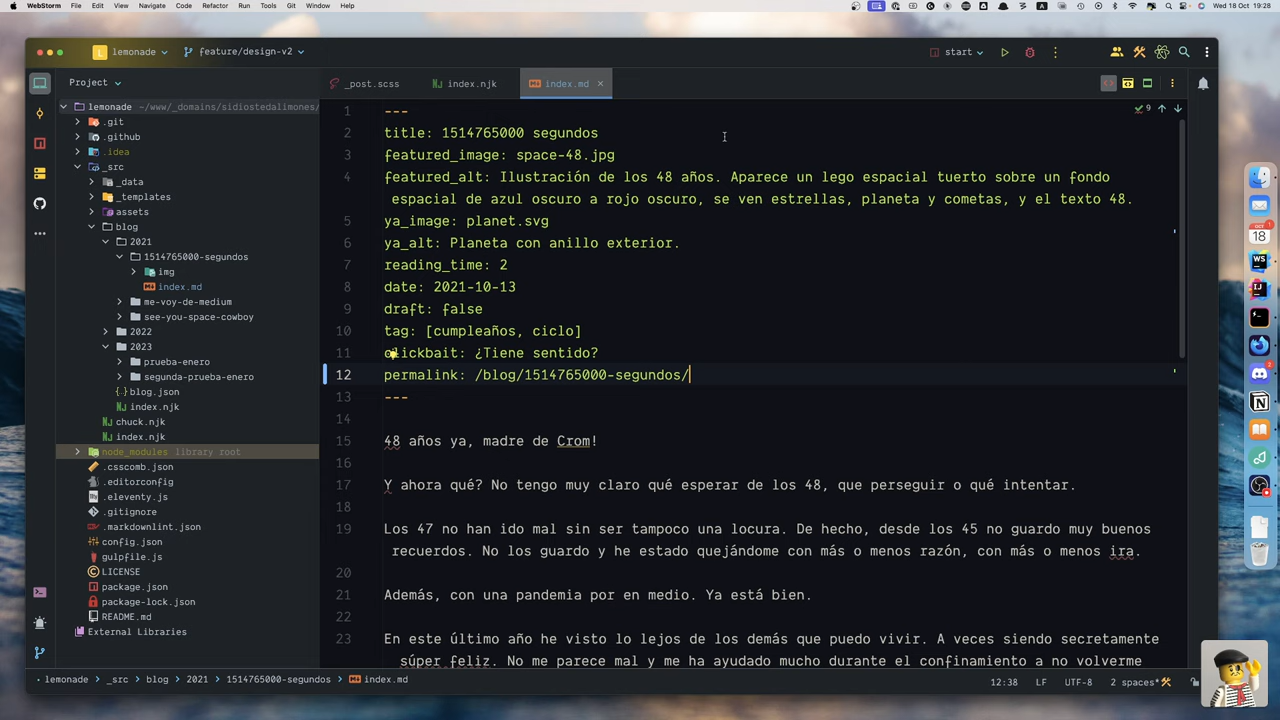 WebStorm File Edit View Navigate Code Refactor Run Tools Git Window Help Wed 18 Oct 19:28
L lemonade feature/design-v2 start
Project
_post.scss index.njk index.md
lemonade ~/www/_domains/sidiostedalimones/
.git
.github
.idea
_src
_data
_templates
assets
blog
2021
1514765000-segundos
img
index.md
me-voy-de-medium
see-you-space-cowboy
2022
2023
prueba-enero
segunda-prueba-enero
blog.json
index.njk
chuck.njk
index.njk
node_modules library root
.csscomb.json
.editorconfig
.eleventy.js
.gitignore
.markdownlint.json
config.json
gulpfile.js
LICENSE
package.json
package-lock.json
README.md
External Libraries
9
1 ---
2 title: 1514765000 segundos
3 featured_image: space-48.jpg
4 featured_alt: Ilustración de los 48 años. Aparece un lego espacial tuerto sobre un fondo
espacial de azul oscuro a rojo oscuro, se ven estrellas, planeta y cometas, y el texto 48.
5 ya_image: planet.svg
6 ya_alt: Planeta con anillo exterior.
7 reading_time: 2
8 date: 2021-10-13
9 draft: false
10 tag: [cumpleaños, ciclo]
11 clickbait: ¿Tiene sentido?
12 permalink: /blog/1514765000-segundos/
13 ---
14
15 48 años ya, madre de Crom!
16
17 Y ahora qué? No tengo muy claro qué esperar de los 48, que perseguir o qué intentar.
18
19 Los 47 no han ido mal sin ser tampoco una locura. De hecho, desde los 45 no guardo muy buenos
recuerdos. No los guardo y he estado quejándome con más o menos razón, con más o menos ira.
20
21 Además, con una pandemia por en medio. Ya está bien.
22
23 En este último año he visto lo lejos de los demás que puedo vivir. A veces siendo secretamente
súper feliz. No me parece mal y me ha ayudado mucho durante el confinamiento a no volverme
lemonade _src blog 2021 1514765000-segundos index.md
12:38 LF UTF-8 2 spaces*
OCT
18
WS